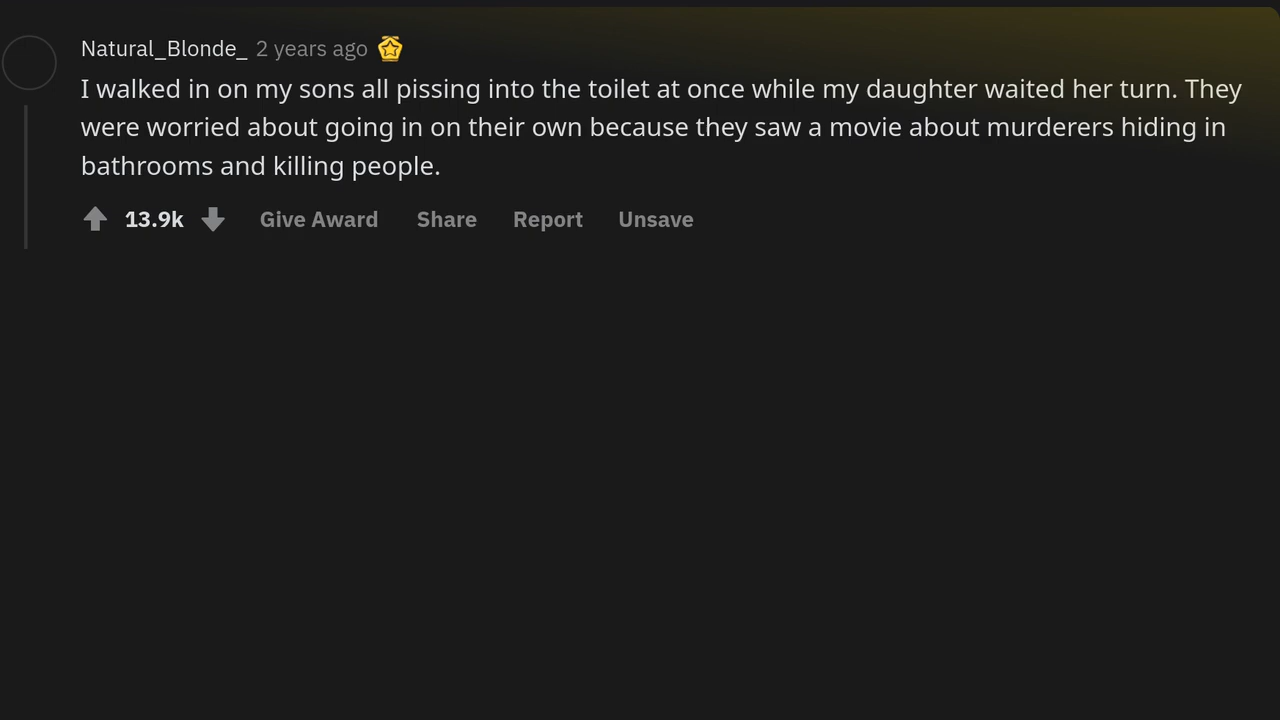 Natural_Blonde_ 2 years ago
I walked in on my sons all pissing into the toilet at once while my daughter waited her turn. They
were worried about going in on their own because they saw a movie about murderers hiding in
bathrooms and killing people.
13.9k Give Award Share Report Unsave